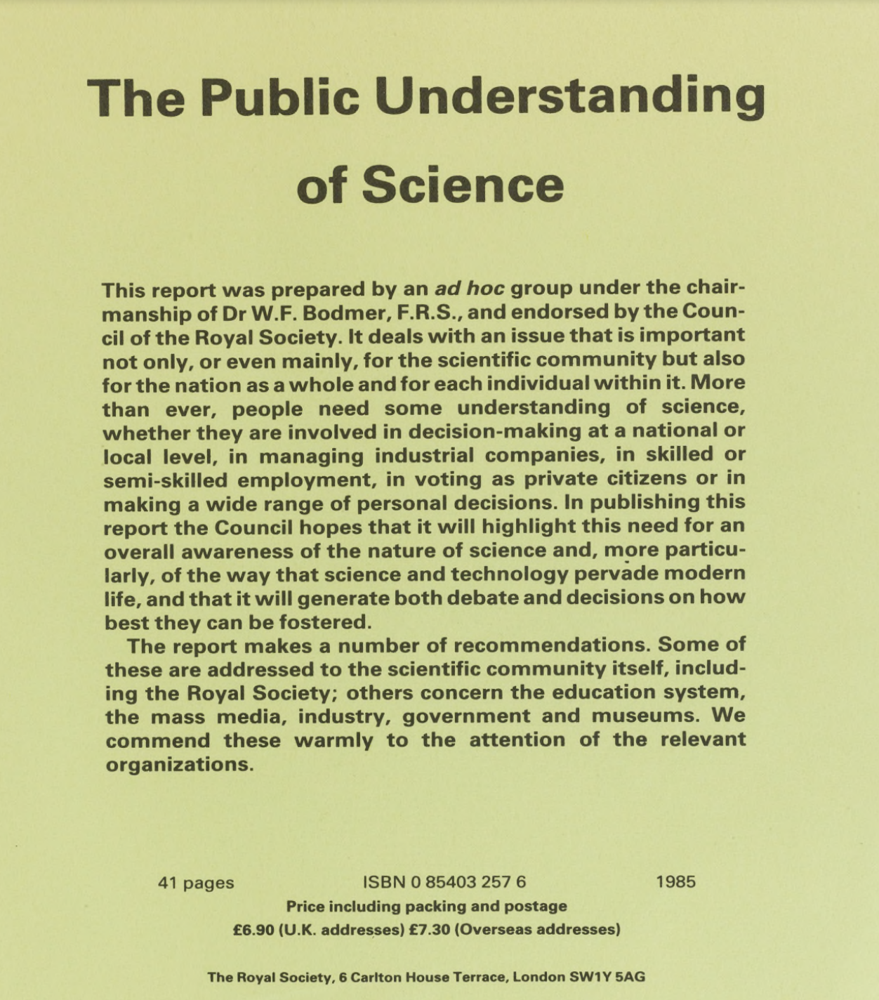 The Public Understanding
of Science
This report was prepared by an ad hoc group under the chair-
manship of Dr W.F. Bodmer, F.R.S., and endorsed by the Coun-
cil of the Royal Society. It deals with an issue that is important
not only, or even mainly, for the scientific community but also
for the nation as a whole and for each individual within it. More
than ever, people need some understanding of science,
whether they are involved in decision-making at a national or
local level, in managing industrial companies, in skilled or
semi-skilled employment, in voting as private citizens or in
making a wide range of personal decisions. In publishing this
report the Council hopes that it will highlight this need for an
overall awareness of the nature of science and, more particu-
larly, of the way that science and technology pervade modern
life, and that it will generate both debate and decisions on how
best they can be fostered.
The report makes a number of recommendations. Some of
these are addressed to the scientific community itself, includ-
ing the Royal Society; others concern the education system,
the mass media, industry, government and museums. We
commend these warmly to the attention of the relevant
organizations.
41 pages ISBN 0 85403 257 6 1985
Price including packing and postage
£6.90 (U.K. addresses) £7.30 (Overseas addresses)
The Royal Society, 6 Carlton House Terrace, London SW1Y 5AG